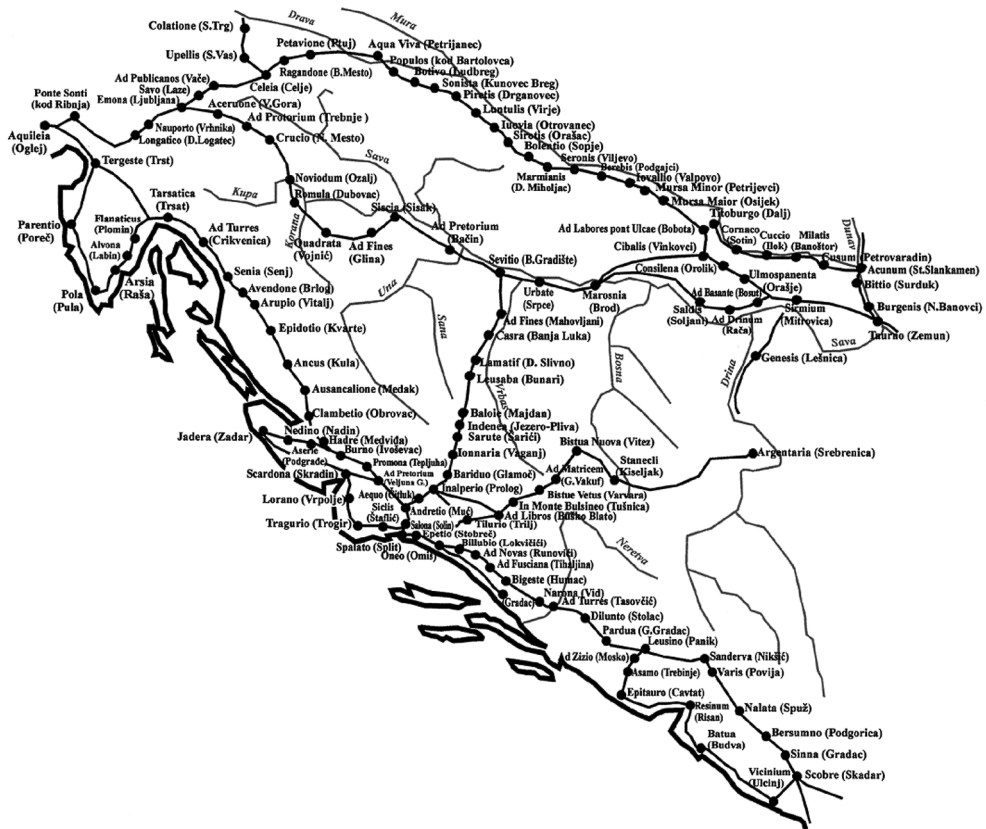 Colatione (S.Trg)
Drava
Mura
Upellis (S.Vas)
Petavione (Ptuj)
Aqua Viva (Petrijanec)
Ragandone (B.Mesto)
Populos (kod Bartolovca)
Botivo (Ludbreg)
Sonista (Kunovec Breg)
Piretis (Drganovec)
Luntulis (Virje)
Iuovia (Otrovanec)
Sirotis (Orašac)
Bolentio (Sopje)
Seronis (Viljevo)
Marmianis
(D. Miholjac)
Berebis (Podgajci)
Iovallio (Valpovo)
Mursa Minor (Petrijevci)
Mursa Maior (Osijek)
Ad Publicanos (Vače)
Savo (Laze)
Celeia (Celje)
Emona (Ljubljana)
Ponte Sonti
(kod Ribnja)
Aquileia
(Oglej)
Nauporto (Vrhnika)
Longatico (D.Logatec)
Aceruone (V.Gora)
Ad Protorium (Trebnje )
Crucio (N. Mesto)
Sava
Kupa
Noviodum (Ozalj)
Romula (Dubovac)
Korana
Quadrata
(Vojnić)
Ad Fines
(Glina)
Siscia (Sisak)
Ad Pretorium
(Bačin)
Tergeste (Trst)
Tarsatica
(Trsat)
Parentio
(Poreč)
Flanaticus
(Plomin)
Alvona
(Labin)
Pola
(Pula)
Arsia
(Raša)
Ad Turres
(Crikvenica)
Senia (Senj)
Avendone (Brlog)
Arupio (Vitalj)
Epidotio (Kvarte)
Ancus (Kula)
Ausancalione (Medak)
Clambetio (Obrovac)
Una
Sana
Vrbas
Bosna
Drina
Sava
Dunav
Tituburgo (Dalj)
Ad Labores pont Ulcae (Bobota)
Cornaco
(Sotin)
Cuccio
(Ilok)
Milatis
(Banoštor)
Cusum (Petrovaradin)
Acunum (St.Slankamen)
Bittio (Surduk)
Burgenis (N.Banovci)
Taurno (Zemun)
Cibalis (Vinkovci)
Consilena (Orolik)
Ulmospanenta
(Orašje)
Ad Basante (Bosut)
Saldis
(Soljani)
Ad Drinum
(Rača)
Sirmium
(Mitrovica)
Genesis (Lešnica)
Argentaria (Srebrenica)
Sevitio (B.Gradište)
Urbate
(Srpce)
Marosnia
(Brod)
Ad Fines (Mahovljani)
Casra (Banja Luka)
Lamatif (D. Slivno)
Leusaba (Bunari)
Baloie (Majdan)
Indenea (Jezero-Pliva)
Sarute (Sarići)
Ionnaria (Vaganj)
Bariduo (Glamoč)
Inalperio (Prolog)
Bistua Nuova (Vitez)
Stanecli
(Kiseljak)
Ad Matricem
(G.Vakuf)
Bistue Vetus (Varvara)
In Monte Bulsineo (Tušnica)
Ad Libros (Buško Blato)
Tilurio (Trilj)
Jadera (Zadar)
Nedino (Nadin)
Hadre (Medviđa)
Burno (Ivoševac)
Aserie
(Podgrađe)
Promona (Tepljuha)
Ad Pretorium
(Veljuna G.)
Scardona (Skradin)
Aequo (Čitluk)
Andretio (Muć)
Lorano (Vrpolje)
Siclis
(Štafilić)
Tragurio (Trogir)
Salona (Solin)
Epetio (Stobreč)
Spalato (Split)
Oneo (Omiš)
Billubio (Lokvičići)
Ad Novas (Runovići)
Ad Fusciana (Tihaljina)
Bigeste (Humac)
(Gradac)
Narona (Vid)
Neretva
Ad Turres (Tasovčić)
Dilunto (Stolac)
Pardua (G.Gradac)
Leusino (Panik)
Ad Zizio (Mosko)
Asamo (Trebinje)
Epitauro (Cavtat)
Sanderva (Nikšić)
Varis (Povija)
Resinum
(Risan)
Nalata (Spuž)
Batua
(Budva)
Bersumno (Podgorica)
Sinna (Gradac)
Vicinium
(Ulcinj)
Scobre (Skadar)